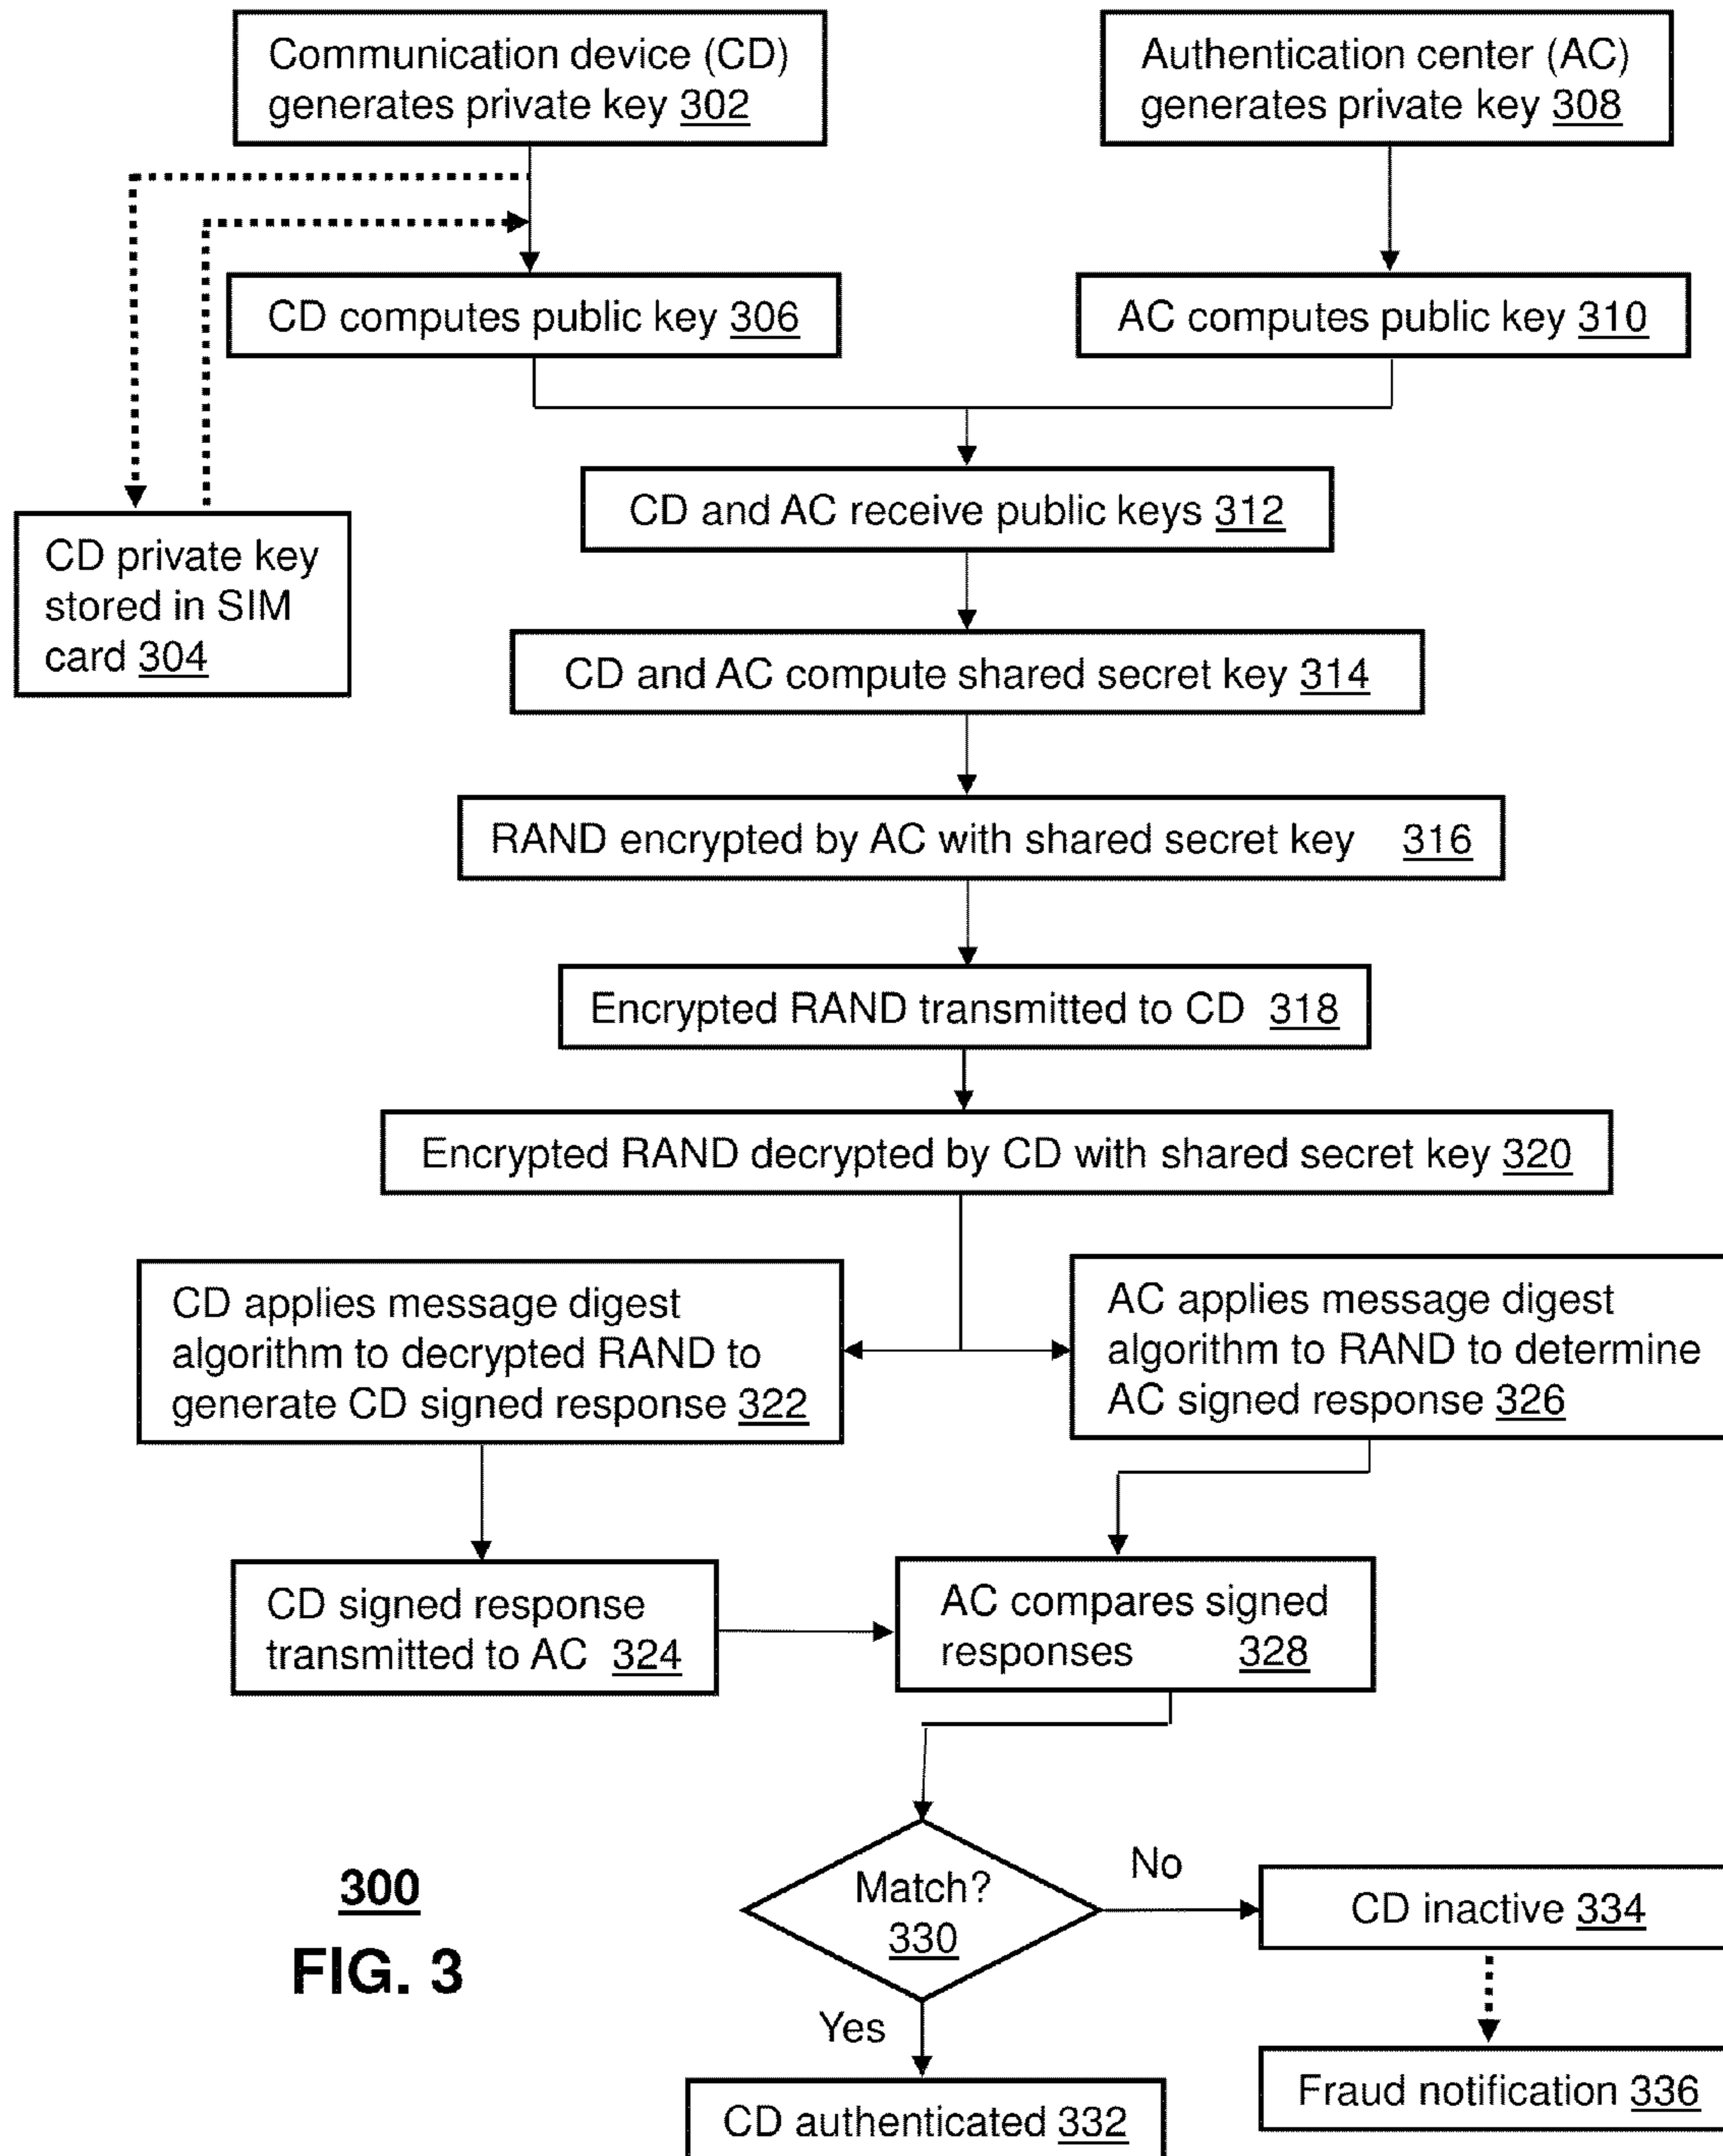 Communication device (CD)
generates private key 302
Authentication center (AC)
generates private key 308
CD computes public key 306
AC computes public key 310
CD and AC receive public keys 312
CD private key
stored in SIM
card 304
CD and AC compute shared secret key 314
RAND encrypted by AC with shared secret key 316
Encrypted RAND transmitted to CD 318
Encrypted RAND decrypted by CD with shared secret key 320
CD applies message digest
algorithm to decrypted RAND to
generate CD signed response 322
AC applies message digest
algorithm to RAND to determine
AC signed response 326
CD signed response
transmitted to AC 324
AC compares signed
responses 328
Match?
330
No
CD inactive 334
Yes
Fraud notification 336
CD authenticated 332
300
FIG. 3